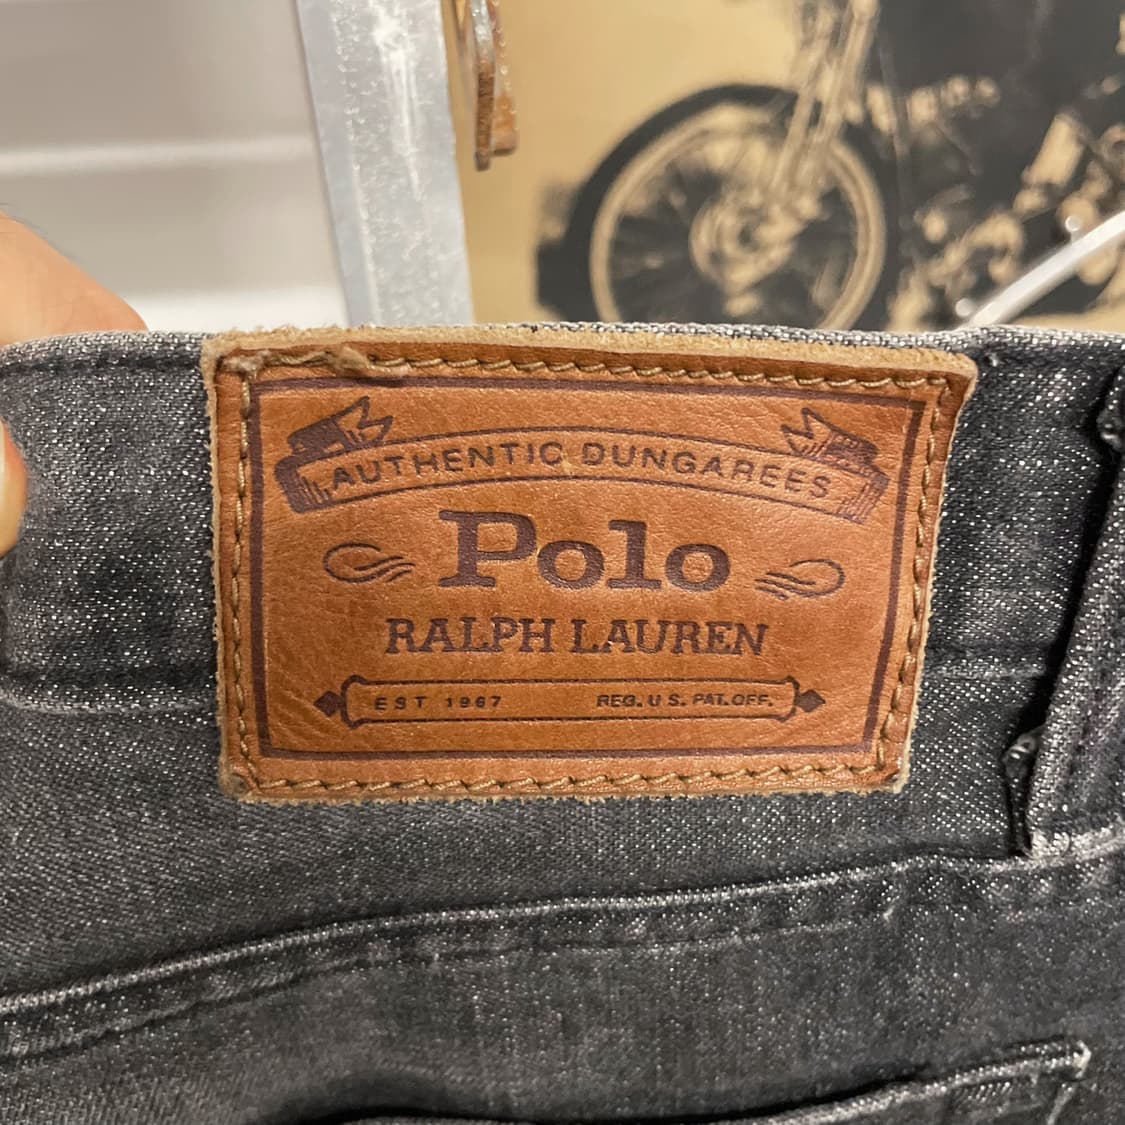 AUTHENTIC DUNGAREES
Polo
RALPH LAUREN
EST 1967 REG. U S. PAT. OFF.